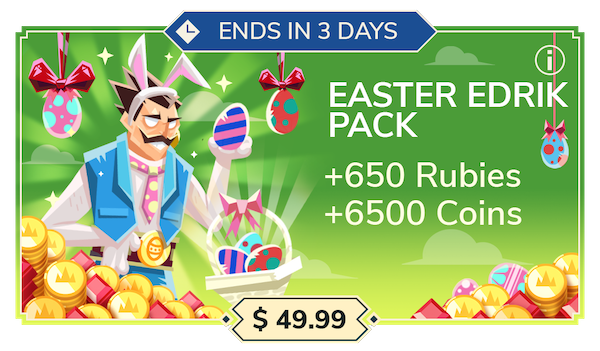 ENDS IN 3 DAYS
i
EASTER EDRIK
PACK
+650 Rubies
+6500 Coins
$ 49.99